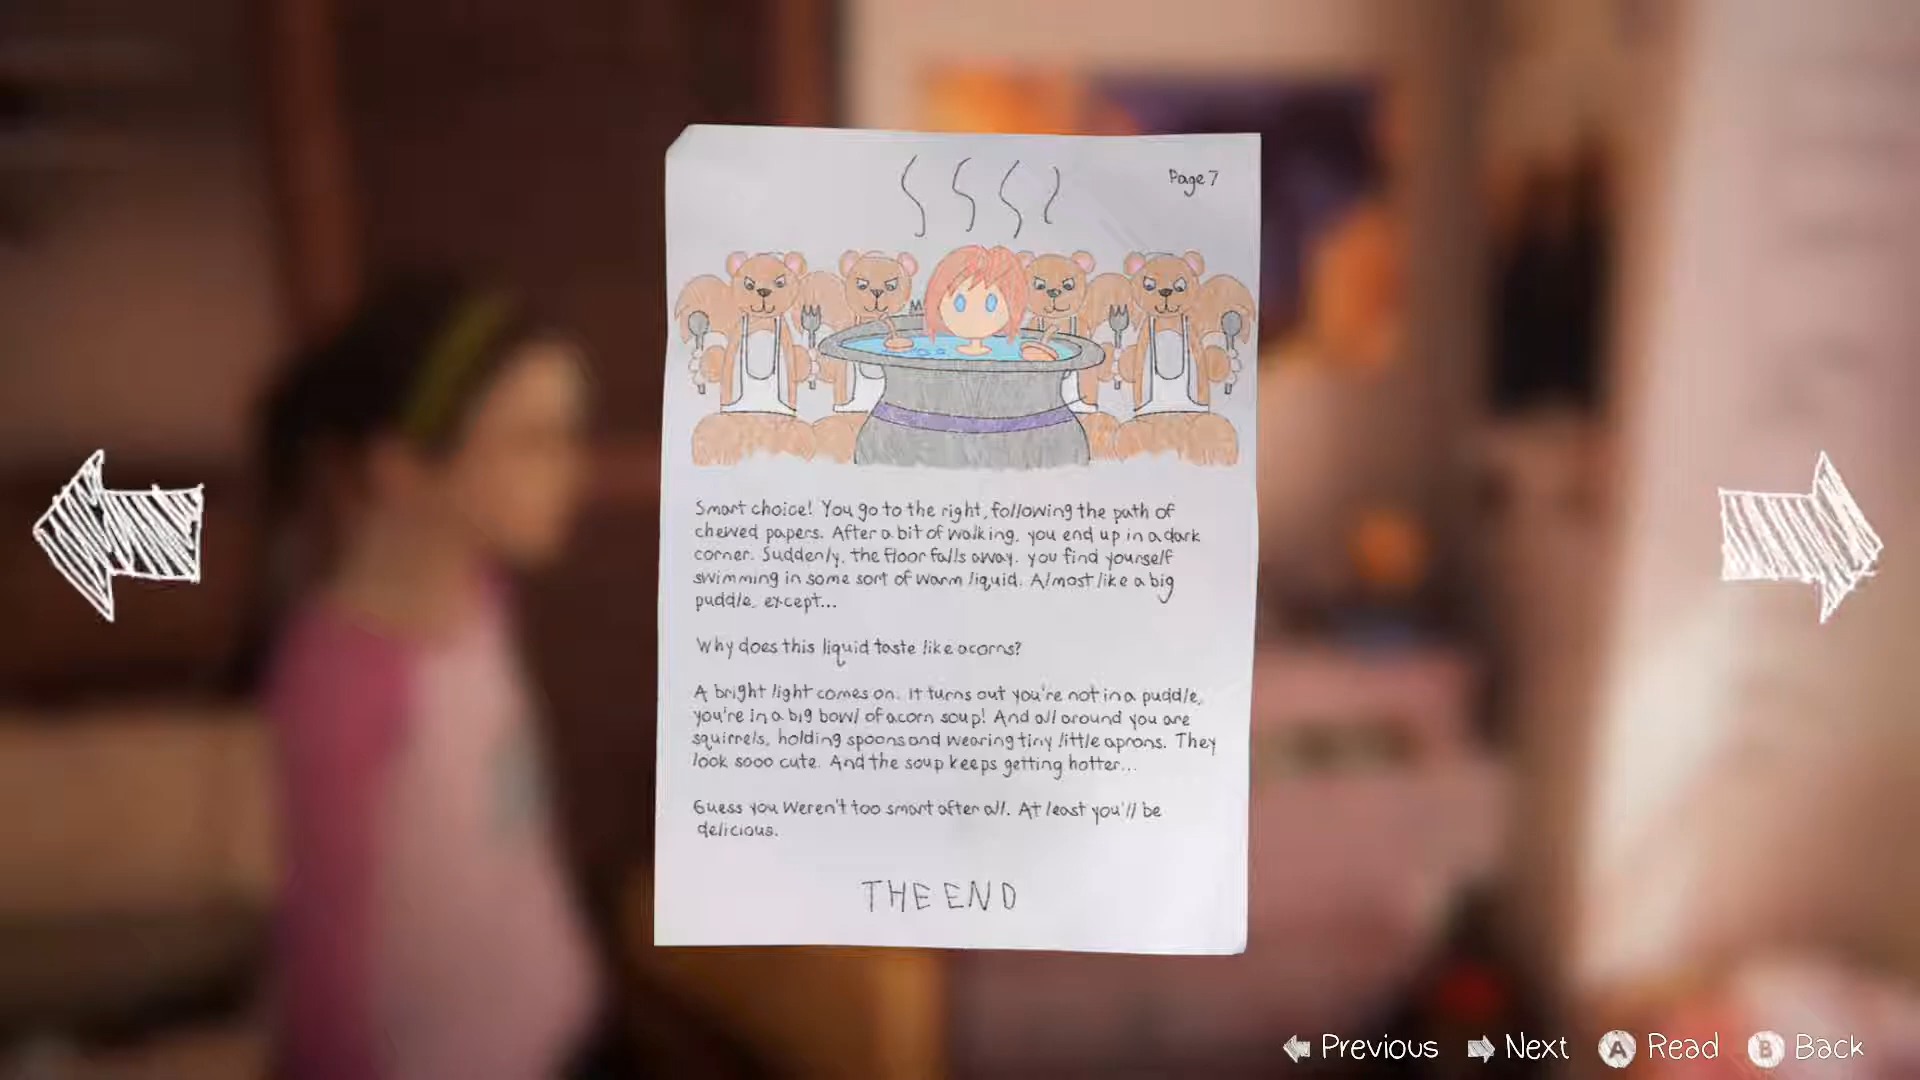 Page 7
Smart choice! You go to the right, following the path of
chewed papers. After a bit of walking, you end up in a dark
corner. Suddenly, the floor falls away. you find yourself
swimming in some sort of warm liquid. Almost like a big
puddle, except...
Why does this liquid taste like acorns?
A bright light comes on. It turns out you're not in a puddle,
you're in a big bowl of acorn soup! And all around you are
squirrels, holding spoons and wearing tiny little aprons. They
look sooo cute. And the soup keeps getting hotter...
Guess you weren't too smart after all. At least you'll be
delicious.
THE END
Previous Next A Read B Back